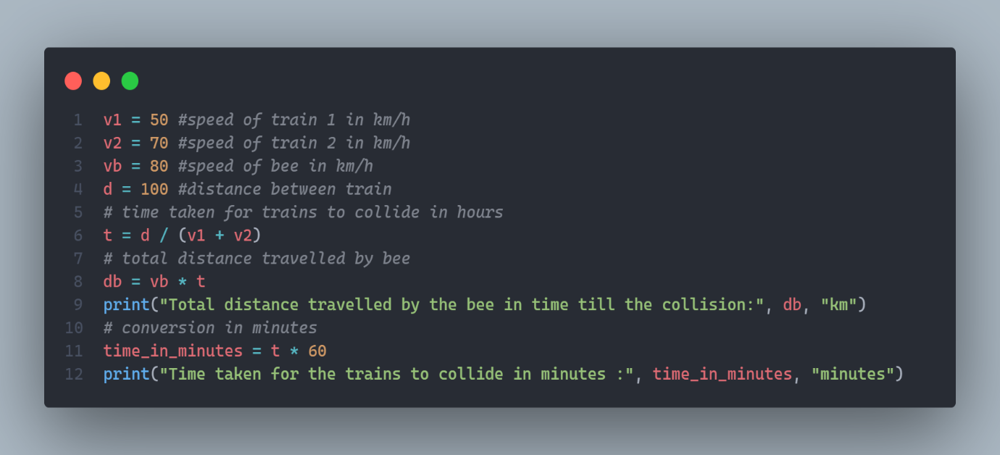 1 v1 = 50 #speed of train 1 in km/h
2 v2 = 70 #speed of train 2 in km/h
3 vb = 80 #speed of bee in km/h
4 d = 100 #distance between train
5 # time taken for trains to collide in hours
6 t = d / (v1 + v2)
7 # total distance travelled by bee
8 db = vb * t
9 print("Total distance travelled by the bee in time till the collision:", db, "km")
10 # conversion in minutes
11 time_in_minutes = t * 60
12 print("Time taken for the trains to collide in minutes :", time_in_minutes, "minutes")